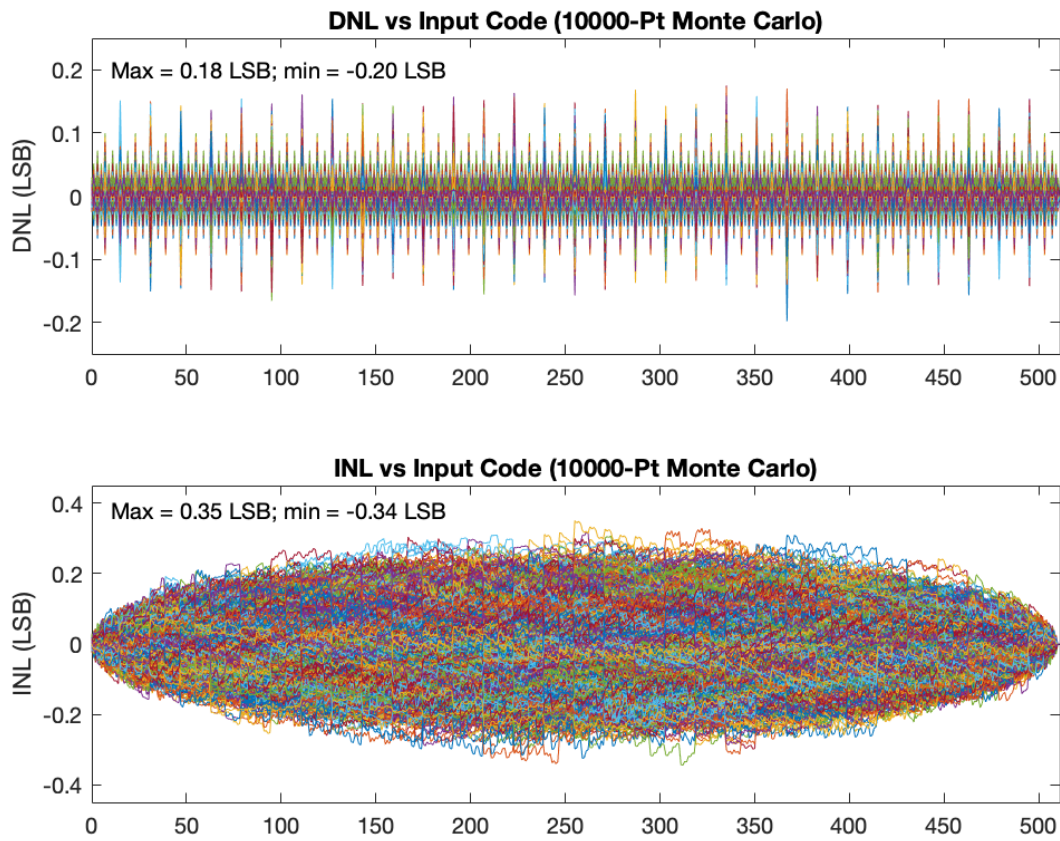 DNL vs Input Code (10000-Pt Monte Carlo)
Max = 0.18 LSB; min = -0.20 LSB
DNL (LSB)
0.2
0.1
0
-0.1
-0.2
0 50 100 150 200 250 300 350 400 450 500
INL vs Input Code (10000-Pt Monte Carlo)
Max = 0.35 LSB; min = -0.34 LSB
INL (LSB)
0.4
0.2
0
-0.2
-0.4
0 50 100 150 200 250 300 350 400 450 500